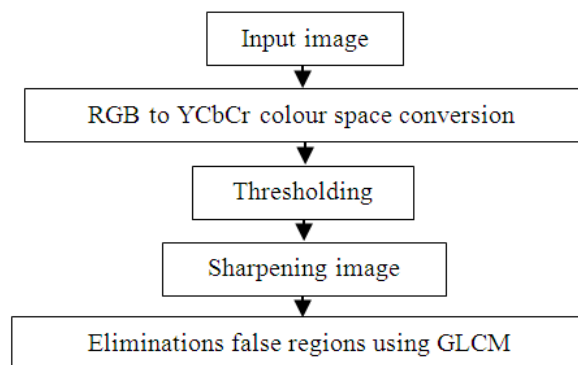 Input image
RGB to YCbCr colour space conversion
Thresholding
Sharpening image
Eliminations false regions using GLCM